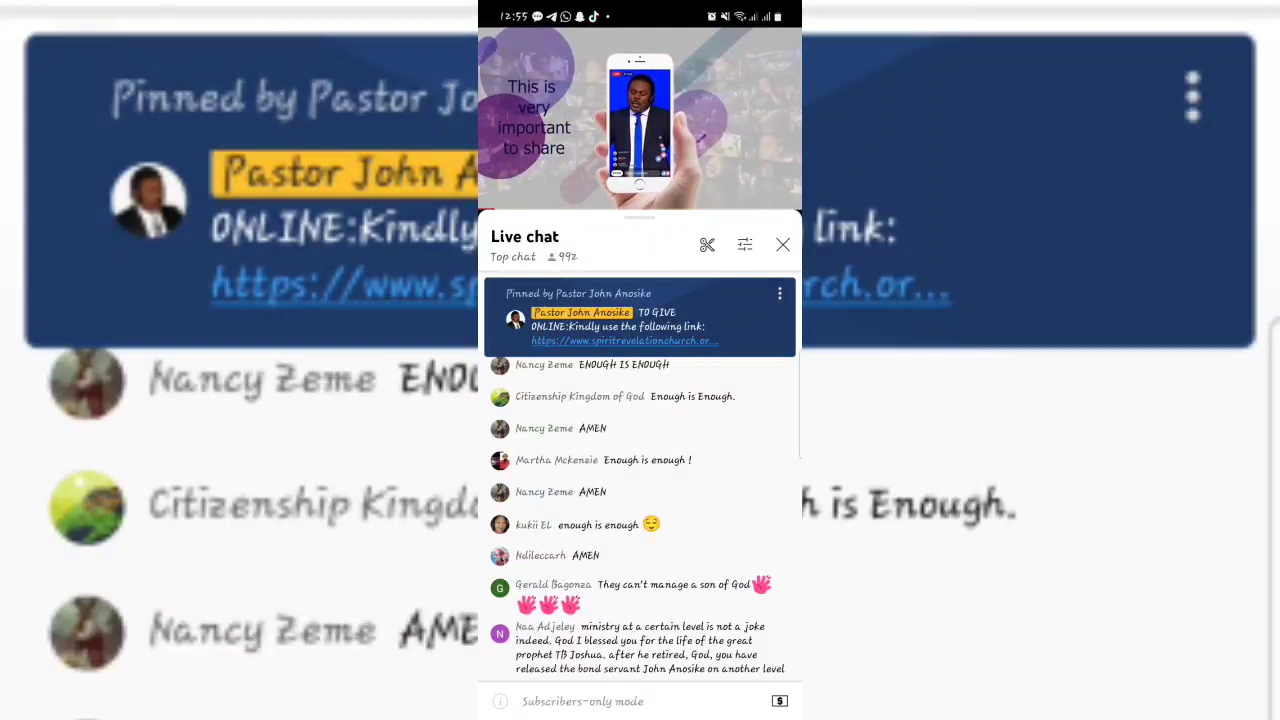 12:55
This is
very
important
to share
Live chat
Top chat 992
Pinned by Pastor John Anosike
Pastor John Anosike TO GIVE
ONLINE:Kindly use the following link:
https://www.spiritrevelationchurch.or...
Nancy Zeme ENOUGH IS ENOUGH
Citizenship Kingdom of God Enough is Enough.
Nancy Zeme AMEN
Martha Mckenzie Enough is enough !
Nancy Zeme AMEN
kukii EL enough is enough 😌
Ndileccarh AMEN
G Gerald Bagonza They can't manage a son of God
N Naa Adjeley ministry at a certain level is not a joke
indeed. God I blessed you for the life of the great
prophet TB Joshua. after he retired, God, you have
released the bond servant John Anosike on another level
Subscribers-only mode
Pinned by Pastor Jo
Pastor John A
ONLINE:Kindly
link:
https://www.sp
rch.or...
Nancy Zeme ENOU
Citizenship Kingdo
h is Enough.
Nancy Zeme AME